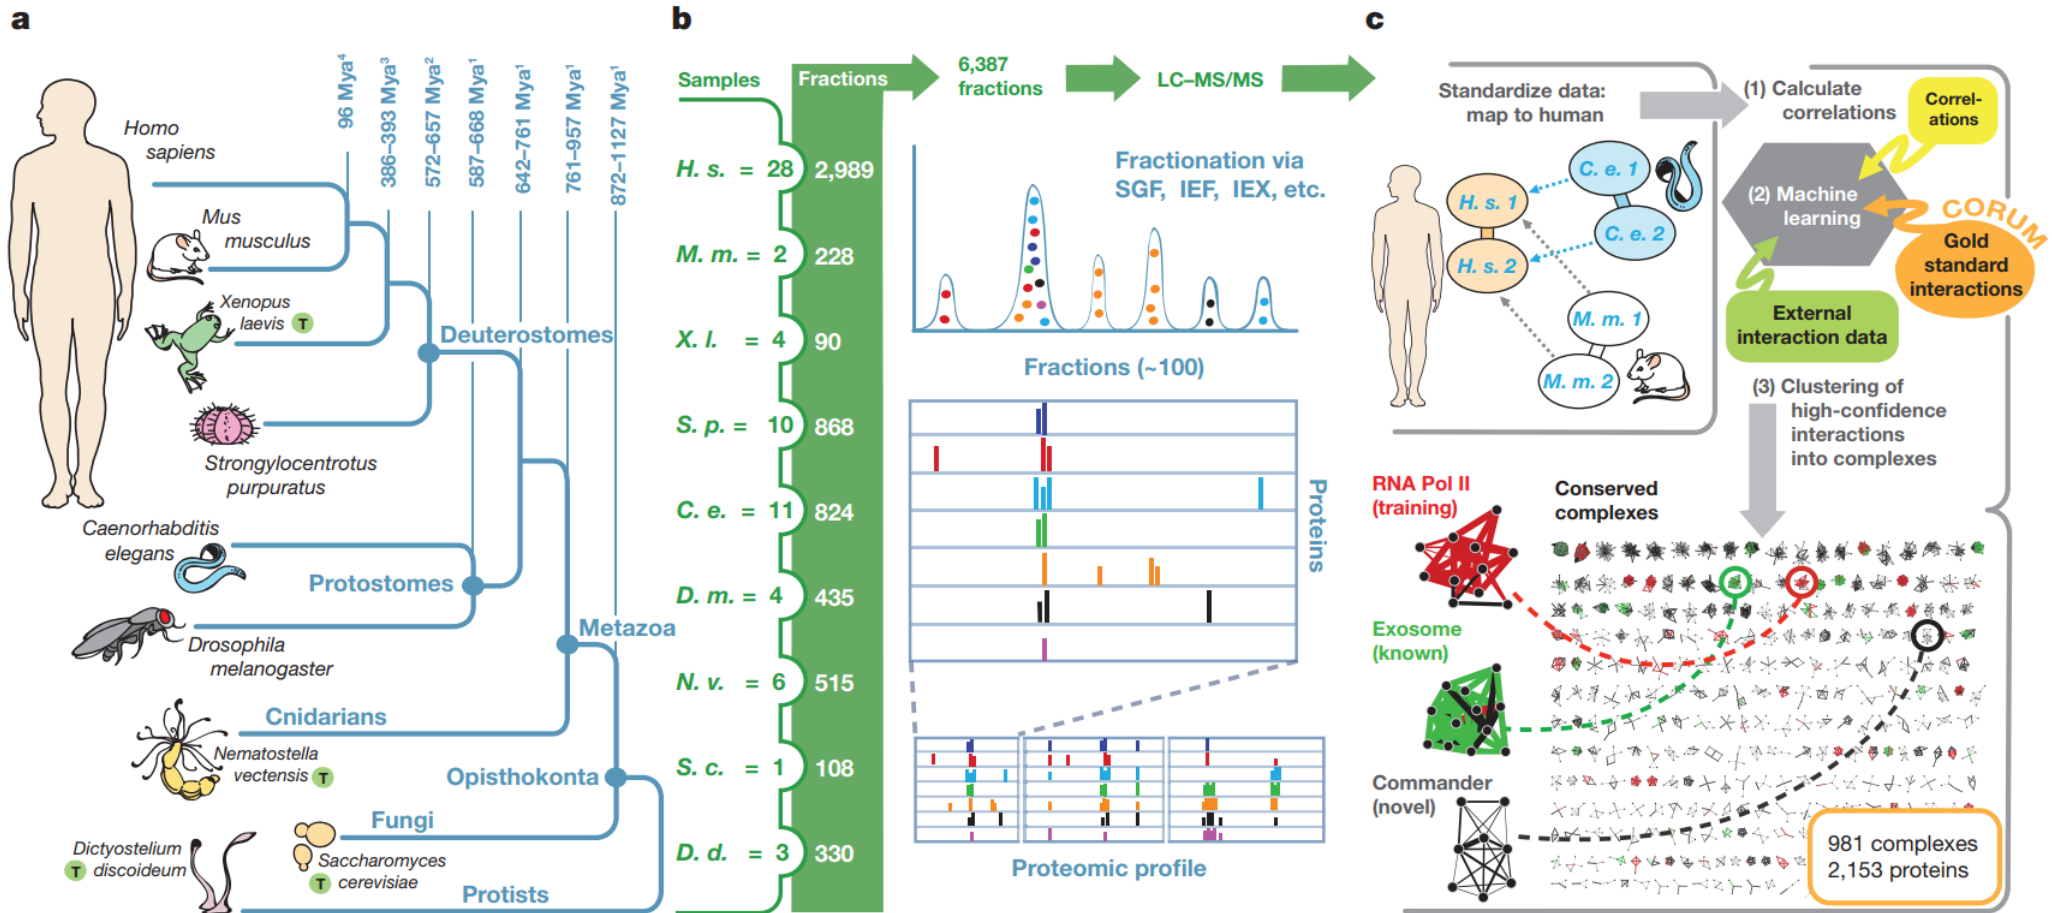 a
Homo
sapiens
Mus
musculus
Xenopus
laevis T
Strongylocentrotus
purpuratus
Caenorhabditis
elegans
Drosophila
melanogaster
Nematostella
vectensis T
Saccharomyces
T cerevisiae
Dictyostelium
T discoideum
96 Mya4
386–393 Mya3
572–657 Mya2
587–668 Mya1
642–761 Mya1
761–957 Mya1
872–1127 Mya1
Deuterostomes
Protostomes
Metazoa
Cnidarians
Opisthokonta
Fungi
Protists
b
Samples
Fractions
6,387
fractions
LC–MS/MS
H. s. = 28 2,989
M. m. = 2 228
X. l. = 4 90
S. p. = 10 868
C. e. = 11 824
D. m. = 4 435
N. v. = 6 515
S. c. = 1 108
D. d. = 3 330
Fractionation via
SGF, IEF, IEX, etc.
Fractions (~100)
Proteins
Proteomic profile
c
Standardize data:
map to human
H. s. 1
H. s. 2
C. e. 1
C. e. 2
M. m. 1
M. m. 2
(1) Calculate
correlations
Correl-
ations
(2) Machine
learning
CORUM
Gold
standard
interactions
External
interaction data
(3) Clustering of
high-confidence
interactions
into complexes
RNA Pol II
(training)
Conserved
complexes
Exosome
(known)
Commander
(novel)
981 complexes
2,153 proteins